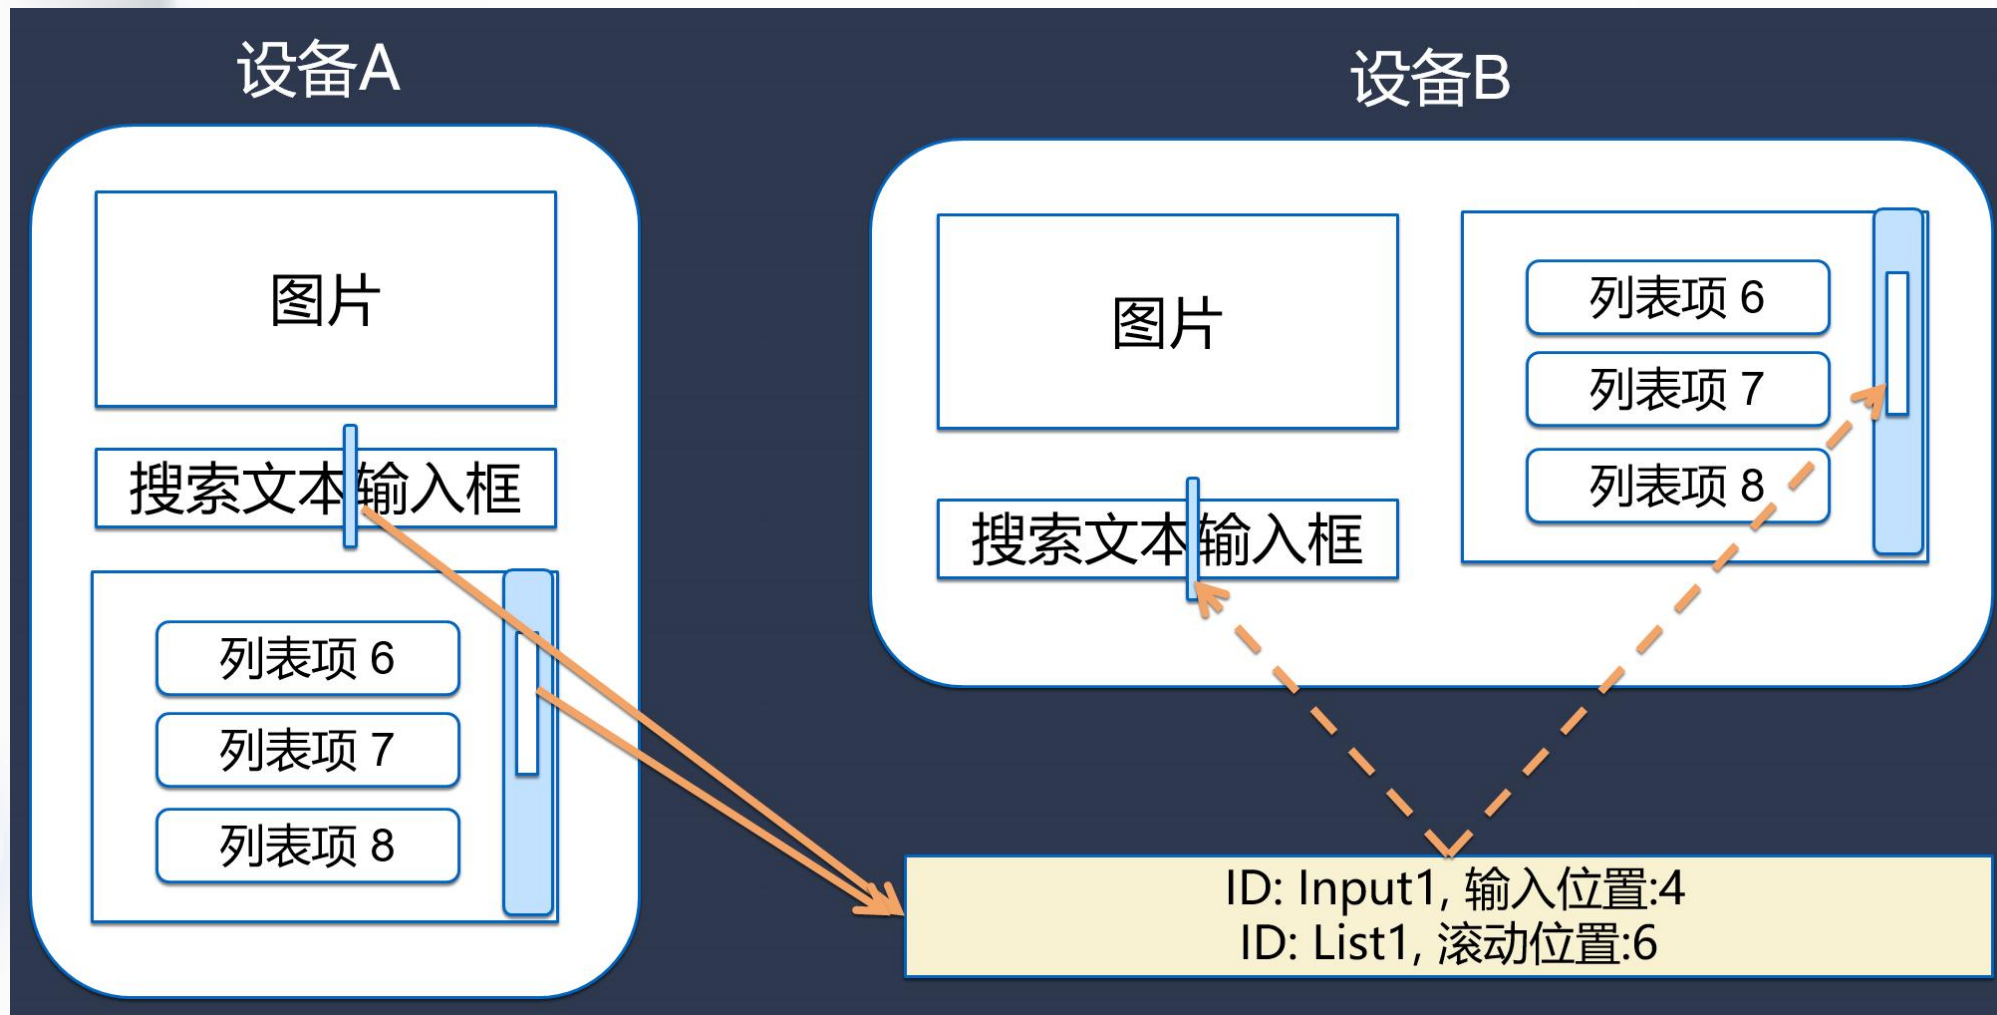 设备A
图片
搜索文本输入框
列表项 6
列表项 7
列表项 8
设备B
图片
搜索文本输入框
列表项 6
列表项 7
列表项 8
ID: Input1, 输入位置:4
ID: List1, 滚动位置:6